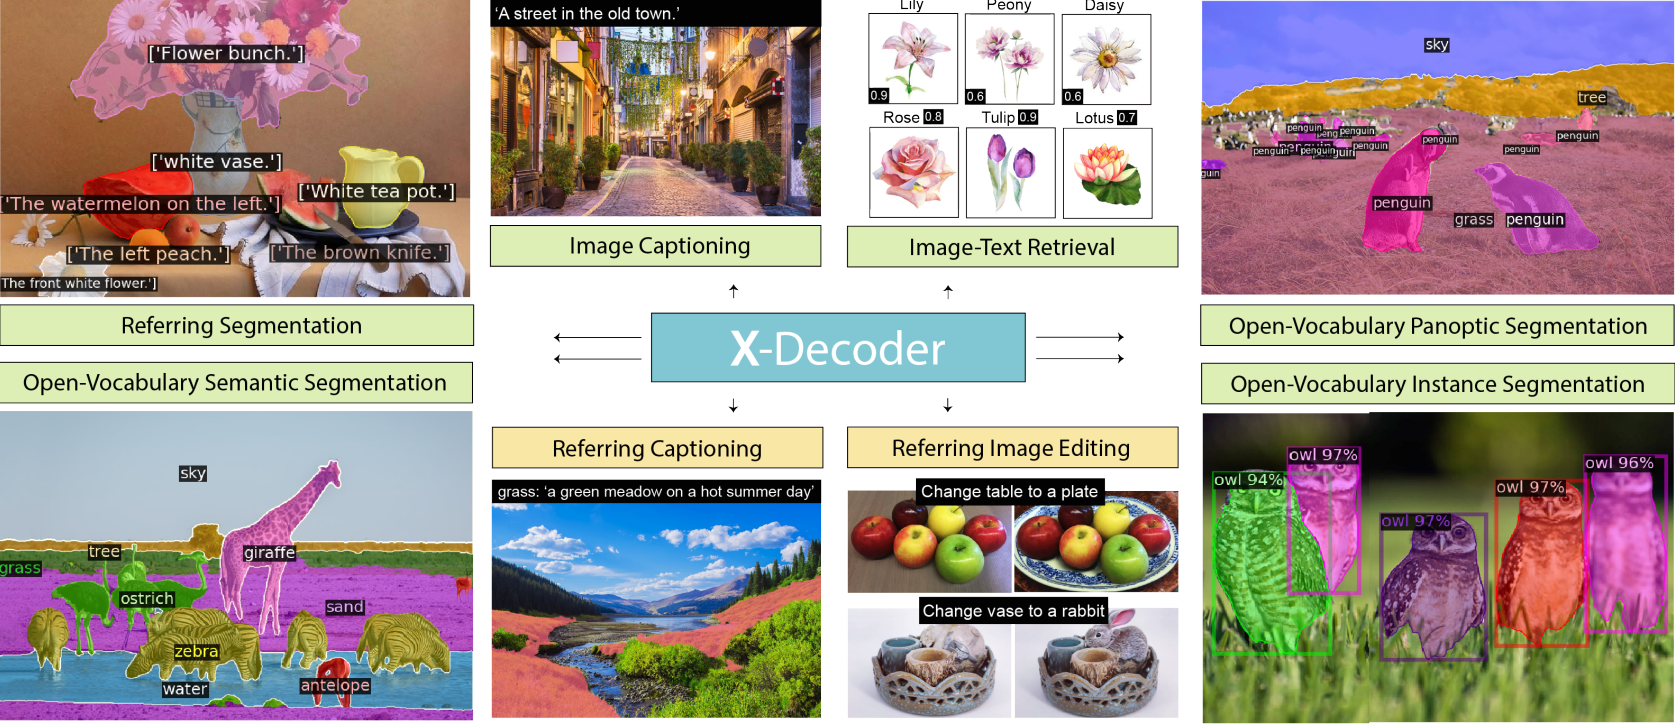 ['Flower bunch.']
['white vase.']
['White tea pot.']
['The watermelon on the left.']
['The left peach.']
['The brown knife.']
The front white flower.']
Referring Segmentation
'A street in the old town.'
Image Captioning
Lily
Peony
Daisy
0.9
0.6
0.6
Rose 0.8
Tulip 0.9
Lotus 0.7
Image-Text Retrieval
sky
tree
penguin
penguin
penguin
penguin
penguin
penguin
penguin
penguin
penguin
penguin
penguin
guin
penguin
grass
penguin
Open-Vocabulary Panoptic Segmentation
X-Decoder
Open-Vocabulary Semantic Segmentation
sky
tree
giraffe
grass
ostrich
sand
zebra
water
antelope
Referring Captioning
grass: 'a green meadow on a hot summer day'
Referring Image Editing
Change table to a plate
Change vase to a rabbit
Open-Vocabulary Instance Segmentation
owl 97%
owl 94%
owl 97%
owl 97%
owl 96%